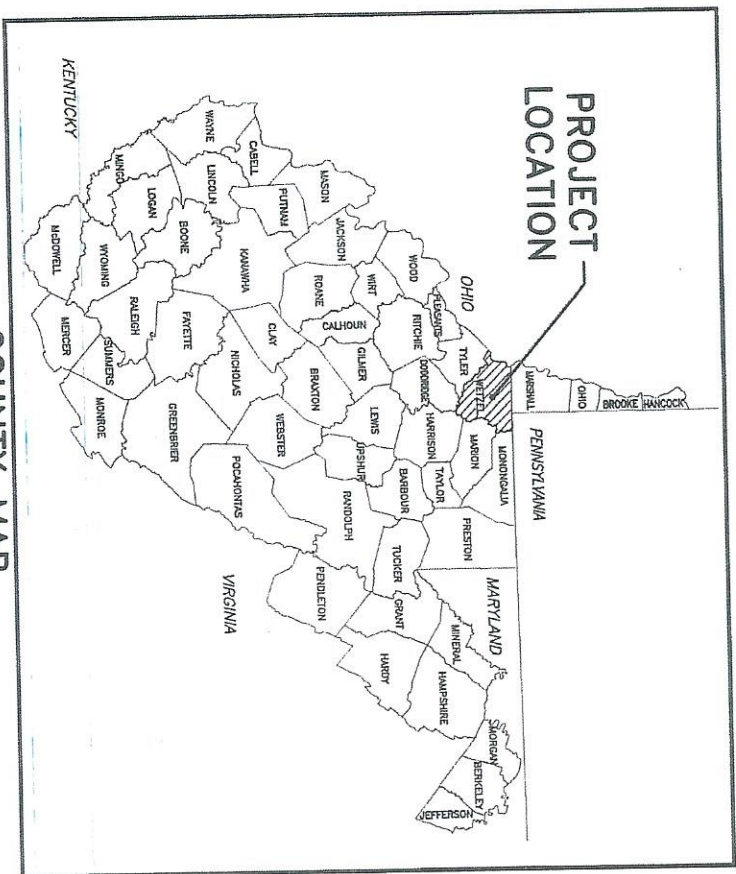 PROJECT
LOCATION
HANCOCK
BROOKE
OHIO
MARSHALL
PENNSYLVANIA
OHIO
WETZEL
MONONGALIA
MARION
TYLER
PLEASANTS
PRESTON
MARYLAND
WOOD
RITCHIE
DODDRIDGE
HARRISON
TAYLOR
MINERAL
MORGAN
BERKELEY
HAMPSHIRE
JEFFERSON
WIRT
BARBOUR
TUCKER
GRANT
HARDY
JACKSON
MASON
ROANE
CALHOUN
GILMER
LEWIS
UPSHUR
RANDOLPH
PENDLETON
PUTNAM
CABELL
BRAXTON
WEBSTER
CLAY
KANAWHA
WAYNE
LINCOLN
NICHOLAS
POCAHONTAS
VIRGINIA
BOONE
FAYETTE
LOGAN
MINGO
GREENBRIER
KENTUCKY
RALEIGH
WYOMING
SUMMERS
MONROE
McDOWELL
MERCER
COUNTY MAP